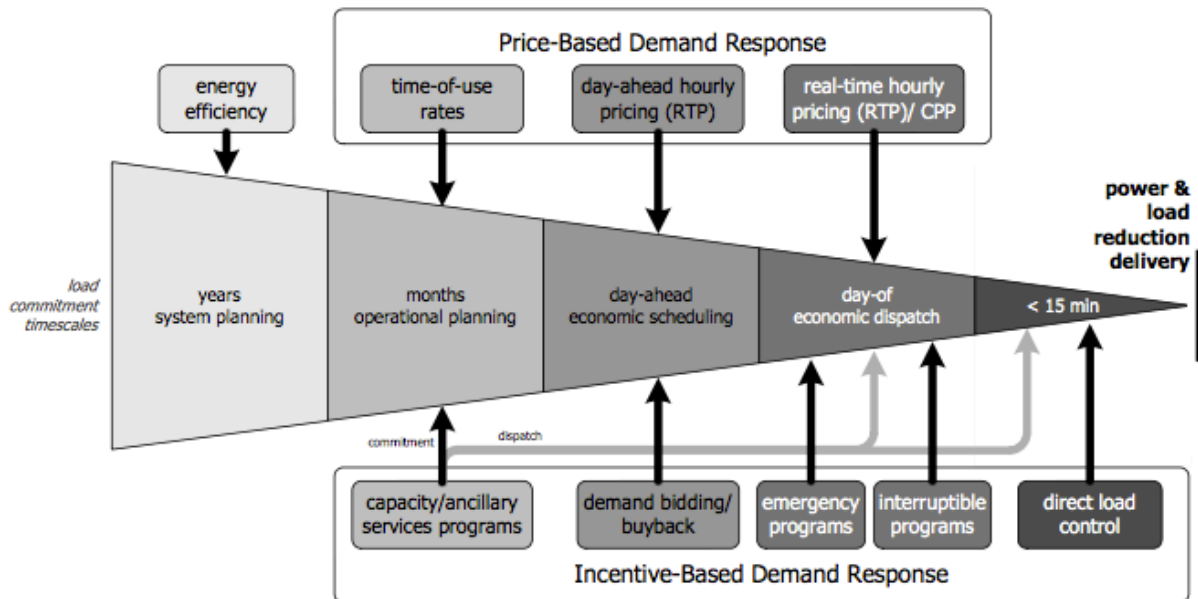 Price-Based Demand Response
energy
efficiency
time-of-use
rates
day-ahead hourly
pricing (RTP)
real-time hourly
pricing (RTP)/ CPP
power &
load
reduction
delivery
load
commitment
timescales
years
system planning
months
operational planning
day-ahead
economic scheduling
day-of
economic dispatch
< 15 min
commitment
dispatch
capacity/ancillary
services programs
demand bidding/
buyback
emergency
programs
interruptible
programs
direct load
control
Incentive-Based Demand Response